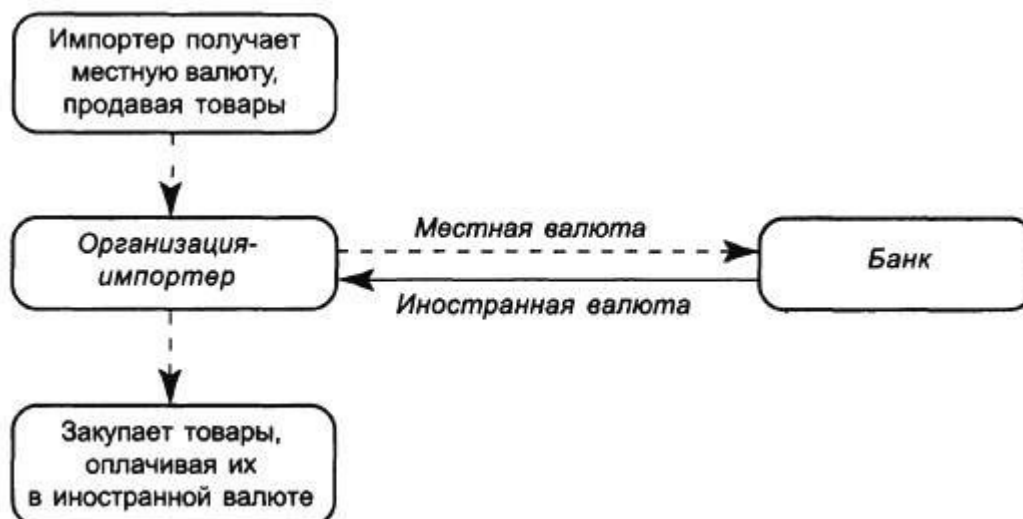 Импортер получает
местную валюту,
продавая товары
Организация-
импортер
Местная валюта
Иностранная валюта
Банк
Закупает товары,
оплачивая их
в иностранной валюте